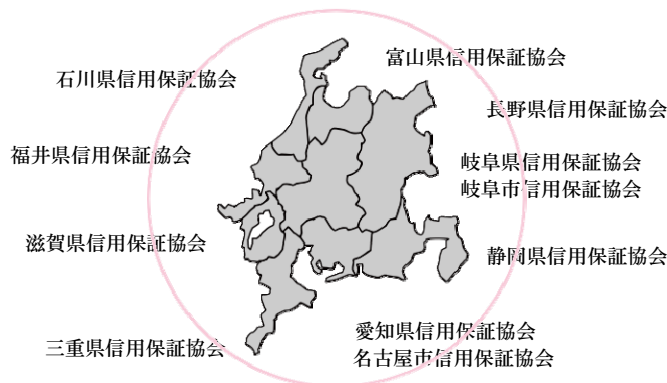 富山県信用保証協会
石川県信用保証協会
長野県信用保証協会
福井県信用保証協会
岐阜県信用保証協会
岐阜市信用保証協会
滋賀県信用保証協会
静岡県信用保証協会
愛知県信用保証協会
三重県信用保証協会
名古屋市信用保証協会